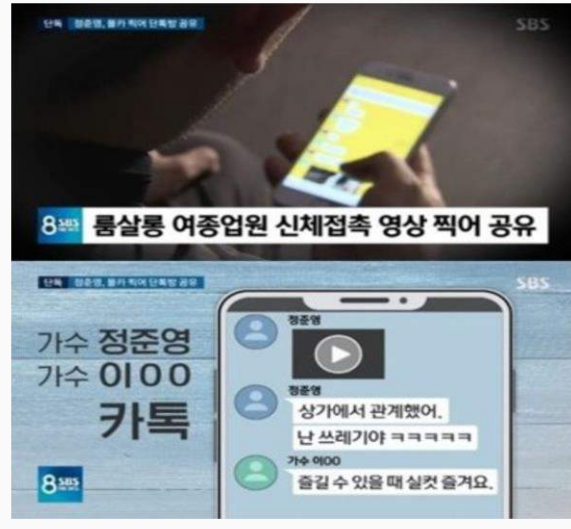 단독 정준영, 몰카 찍어 단톡방 공유
SBS
8 SBS NEWS 룸살롱 여종업원 신체접촉 영상 찍어 공유
단독 정준영, 몰카 찍어 단톡방 공유
SBS
가수 정준영
가수 이OO
카톡
정준영
정준영
상가에서 관계했어.
난 쓰레기야 ㅋㅋㅋㅋㅋ
가수 이OO
즐길 수 있을 때 실컷 즐겨요.
8 SBS NEWS